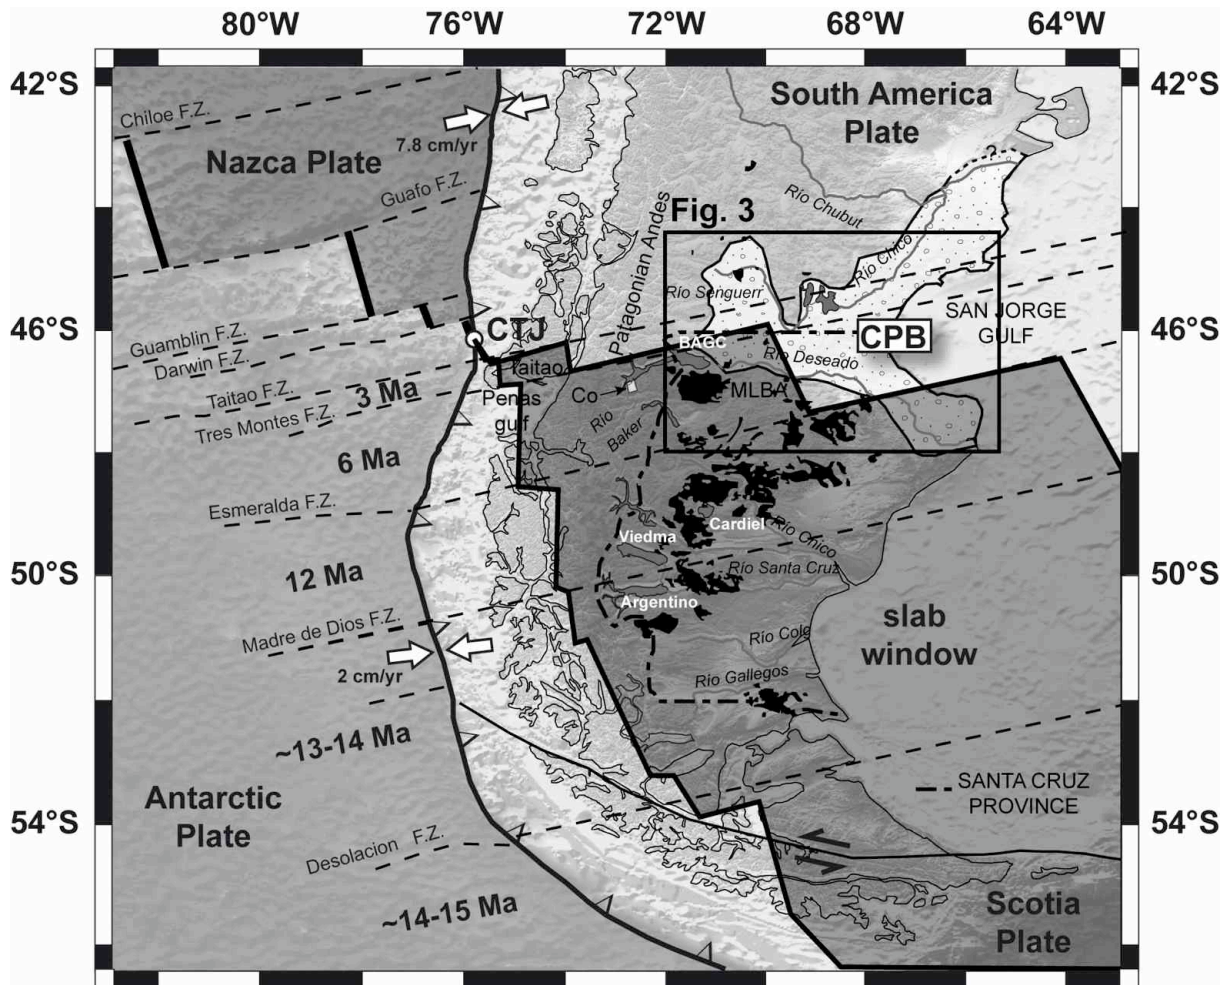 80°W 76°W 72°W 68°W 64°W
42°S
42°S
South America
Plate
Chiloe F.Z.
7.8 cm/yr
Nazca Plate
Guafo F.Z.
?
Fig. 3
Río Chubut
Patagonian Andes
Río Chico
Río Senguerr
46°S
46°S
SAN JORGE
GULF
CTJ
CPB
Guamblin F.Z.
BAGC
Darwin F.Z.
Río Deseado
Taitao
Taitao F.Z.
3 Ma
Co
MLBA
Penas
gulf
Tres Montes F.Z.
Río
Baker
6 Ma
Esmeralda F.Z.
Cardiel
Río Chico
Viedma
50°S
50°S
12 Ma
Río Santa Cruz
Argentino
slab
window
Madre de Dios F.Z.
Río Colg
2 cm/yr
Río Gallegos
~13-14 Ma
SANTA CRUZ
PROVINCE
Antarctic
Plate
54°S
54°S
Desolacion F.Z.
~14-15 Ma
Scotia
Plate